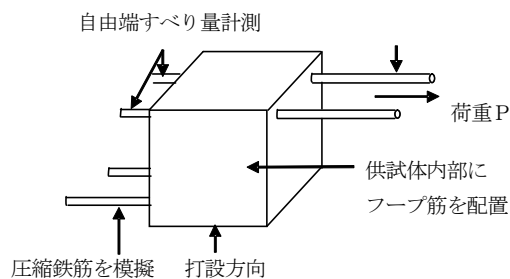 自由端すべり量計測
荷重P
供試体内部に
フープ筋を配置
圧縮鉄筋を模擬
打設方向